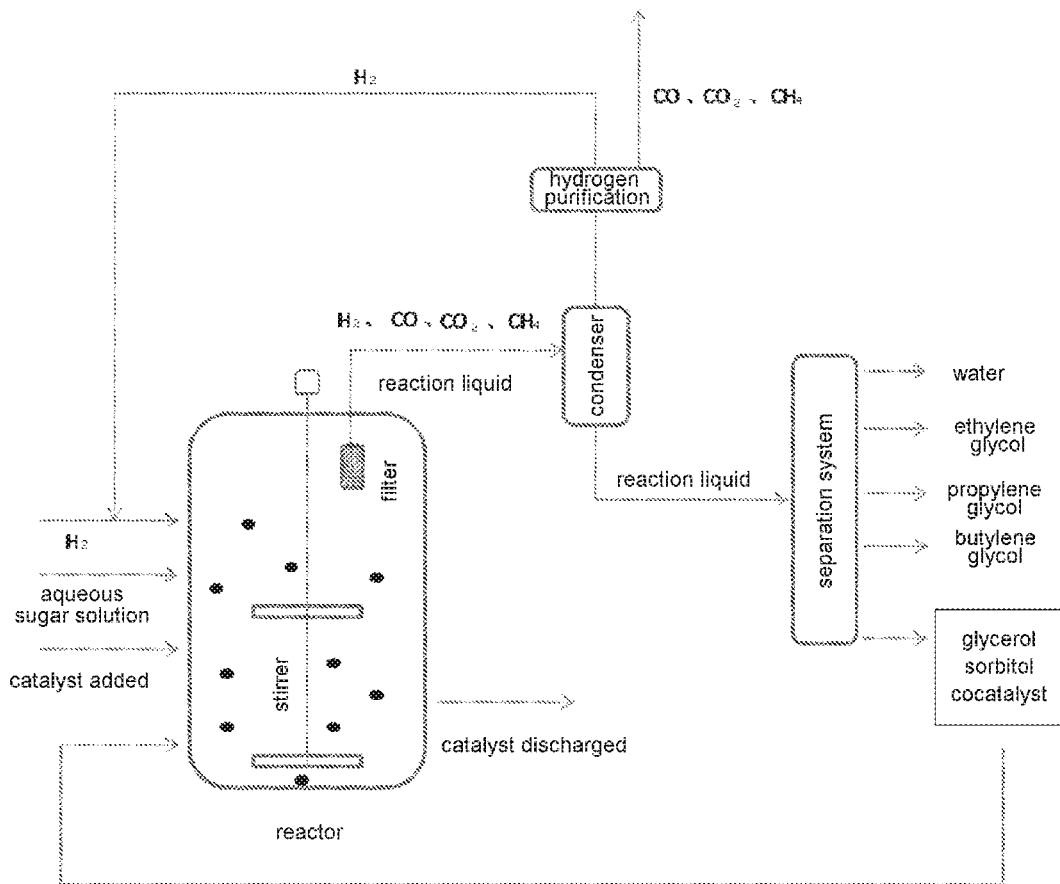 H₂
CO、CO₂、CH₄
hydrogen
purification
H₂、CO、CO₂、CH₄
condenser
reaction liquid
water
ethylene
glycol
filter
reaction liquid
separation system
propylene
glycol
H₂
butylene
glycol
aqueous
sugar solution
glycerol
sorbitol
cocatalyst
stirrer
catalyst added
catalyst discharged
reactor